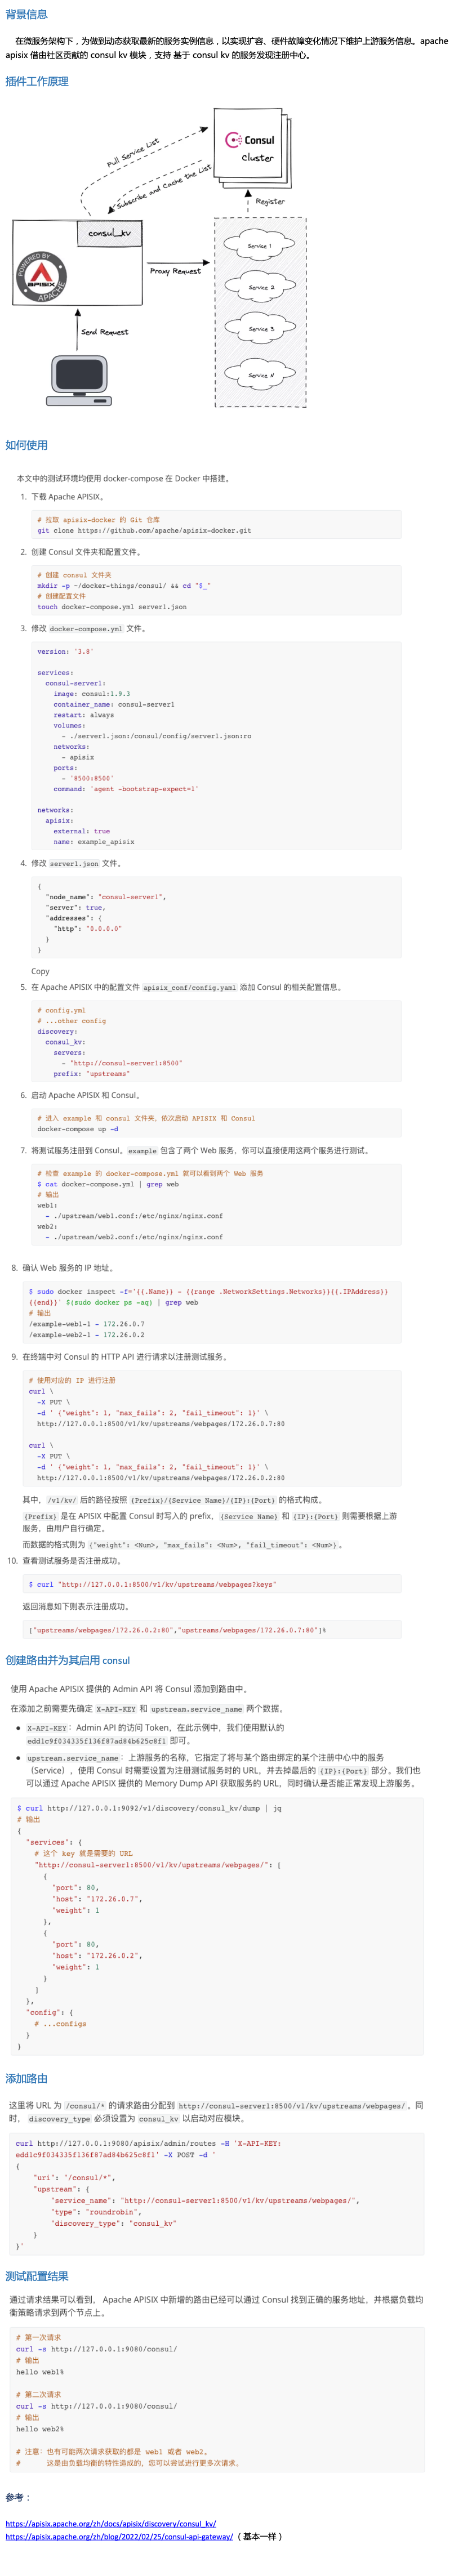 背景信息
在微服务架构下，为做到动态获取最新的服务实例信息，以实现扩容、硬件故障变化情况下维护上游服务信息。apache
apisix 借由社区贡献的 consul kv 模块，支持 基于 consul kv 的服务发现注册中心。
插件工作原理
Consul
Cluster
Pull Service List
Subscribe and Cache the List
Register
consul_kv
Service 1
POWERED BY
APISIX
APACHE
Proxy Request
Service 2
Service 3
Send Request
Service N
如何使用
本文中的测试环境均使用 docker-compose 在 Docker 中搭建。
1. 下载 Apache APISIX。
# 拉取 apisix-docker 的 Git 仓库
git clone https://github.com/apache/apisix-docker.git
2. 创建 Consul 文件夹和配置文件。
# 创建 consul 文件夹
mkdir -p ~/docker-things/consul/ && cd "$_"
# 创建配置文件
touch docker-compose.yml server1.json
3. 修改 docker-compose.yml 文件。
version: '3.8'
services:
consul-server1:
image: consul:1.9.3
container_name: consul-server1
restart: always
volumes:
- ./server1.json:/consul/config/server1.json:ro
networks:
- apisix
ports:
- '8500:8500'
command: 'agent -bootstrap-expect=1'
networks:
apisix:
external: true
name: example_apisix
4. 修改 server1.json 文件。
{
"node_name": "consul-server1",
"server": true,
"addresses": {
"http": "0.0.0.0"
}
}
Copy
5. 在 Apache APISIX 中的配置文件 apisix_conf/config.yaml 添加 Consul 的相关配置信息。
# config.yml
# ...other config
discovery:
consul_kv:
servers:
- "http://consul-server1:8500"
prefix: "upstreams"
6. 启动 Apache APISIX 和 Consul。
# 进入 example 和 consul 文件夹，依次启动 APISIX 和 Consul
docker-compose up -d
7. 将测试服务注册到 Consul。example 包含了两个 Web 服务，你可以直接使用这两个服务进行测试。
# 检查 example 的 docker-compose.yml 就可以看到两个 Web 服务
$ cat docker-compose.yml | grep web
# 输出
web1:
- ./upstream/web1.conf:/etc/nginx/nginx.conf
web2:
- ./upstream/web2.conf:/etc/nginx/nginx.conf
8. 确认 Web 服务的 IP 地址。
$ sudo docker inspect -f='{{.Name}} - {{range .NetworkSettings.Networks}}{{.IPAddress}}
{{end}}' $(sudo docker ps -aq) | grep web
# 输出
/example-web1-1 - 172.26.0.7
/example-web2-1 - 172.26.0.2
9. 在终端中对 Consul 的 HTTP API 进行请求以注册测试服务。
# 使用对应的 IP 进行注册
curl \
-X PUT \
-d ' {"weight": 1, "max_fails": 2, "fail_timeout": 1}' \
http://127.0.0.1:8500/v1/kv/upstreams/webpages/172.26.0.7:80
curl \
-X PUT \
-d ' {"weight": 1, "max_fails": 2, "fail_timeout": 1}' \
http://127.0.0.1:8500/v1/kv/upstreams/webpages/172.26.0.2:80
其中，/v1/kv/ 后的路径按照 {Prefix}/{Service Name}/{IP}:{Port} 的格式构成。
{Prefix} 是在 APISIX 中配置 Consul 时写入的 prefix，{Service Name} 和 {IP}:{Port} 则需要根据上游
服务，由用户自行确定。
而数据的格式则为 {"weight": <Num>, "max_fails": <Num>, "fail_timeout": <Num>}。
10. 查看测试服务是否注册成功。
$ curl "http://127.0.0.1:8500/v1/kv/upstreams/webpages?keys"
返回消息如下则表示注册成功。
["upstreams/webpages/172.26.0.2:80","upstreams/webpages/172.26.0.7:80"]%
创建路由并为其启用 consul
使用 Apache APISIX 提供的 Admin API 将 Consul 添加到路由中。
在添加之前需要先确定 X-API-KEY 和 upstream.service_name 两个数据。
● X-API-KEY：Admin API 的访问 Token，在此示例中，我们使用默认的
edd1c9f034335f136f87ad84b625c8f1 即可。
● upstream.service_name：上游服务的名称，它指定了将与某个路由绑定的某个注册中心中的服务
（Service），使用 Consul 时需要设置为注册测试服务时的 URL，并去掉最后的 {IP}:{Port} 部分。我们也
可以通过 Apache APISIX 提供的 Memory Dump API 获取服务的 URL，同时确认是否能正常发现上游服务。
$ curl http://127.0.0.1:9092/v1/discovery/consul_kv/dump | jq
# 输出
{
"services": {
# 这个 key 就是需要的 URL
"http://consul-server1:8500/v1/kv/upstreams/webpages/": [
{
"port": 80,
"host": "172.26.0.7",
"weight": 1
},
{
"port": 80,
"host": "172.26.0.2",
"weight": 1
}
]
},
"config": {
# ...configs
}
}
添加路由
这里将 URL 为 /consul/* 的请求路由分配到 http://consul-server1:8500/v1/kv/upstreams/webpages/。同
时，discovery_type 必须设置为 consul_kv 以启动对应模块。
curl http://127.0.0.1:9080/apisix/admin/routes -H 'X-API-KEY:
edd1c9f034335f136f87ad84b625c8f1' -X POST -d '
{
"uri": "/consul/*",
"upstream": {
"service_name": "http://consul-server1:8500/v1/kv/upstreams/webpages/",
"type": "roundrobin",
"discovery_type": "consul_kv"
}
}'
测试配置结果
通过请求结果可以看到， Apache APISIX 中新增的路由已经可以通过 Consul 找到正确的服务地址，并根据负载均
衡策略请求到两个节点上。
# 第一次请求
curl -s http://127.0.0.1:9080/consul/
# 输出
hello web1%
# 第二次请求
curl -s http://127.0.0.1:9080/consul/
# 输出
hello web2%
# 注意：也有可能两次请求获取的都是 web1 或者 web2。
# 这是由负载均衡的特性造成的，您可以尝试进行更多次请求。
参考：
https://apisix.apache.org/zh/docs/apisix/discovery/consul_kv/
https://apisix.apache.org/zh/blog/2022/02/25/consul-api-gateway/ （基本一样）